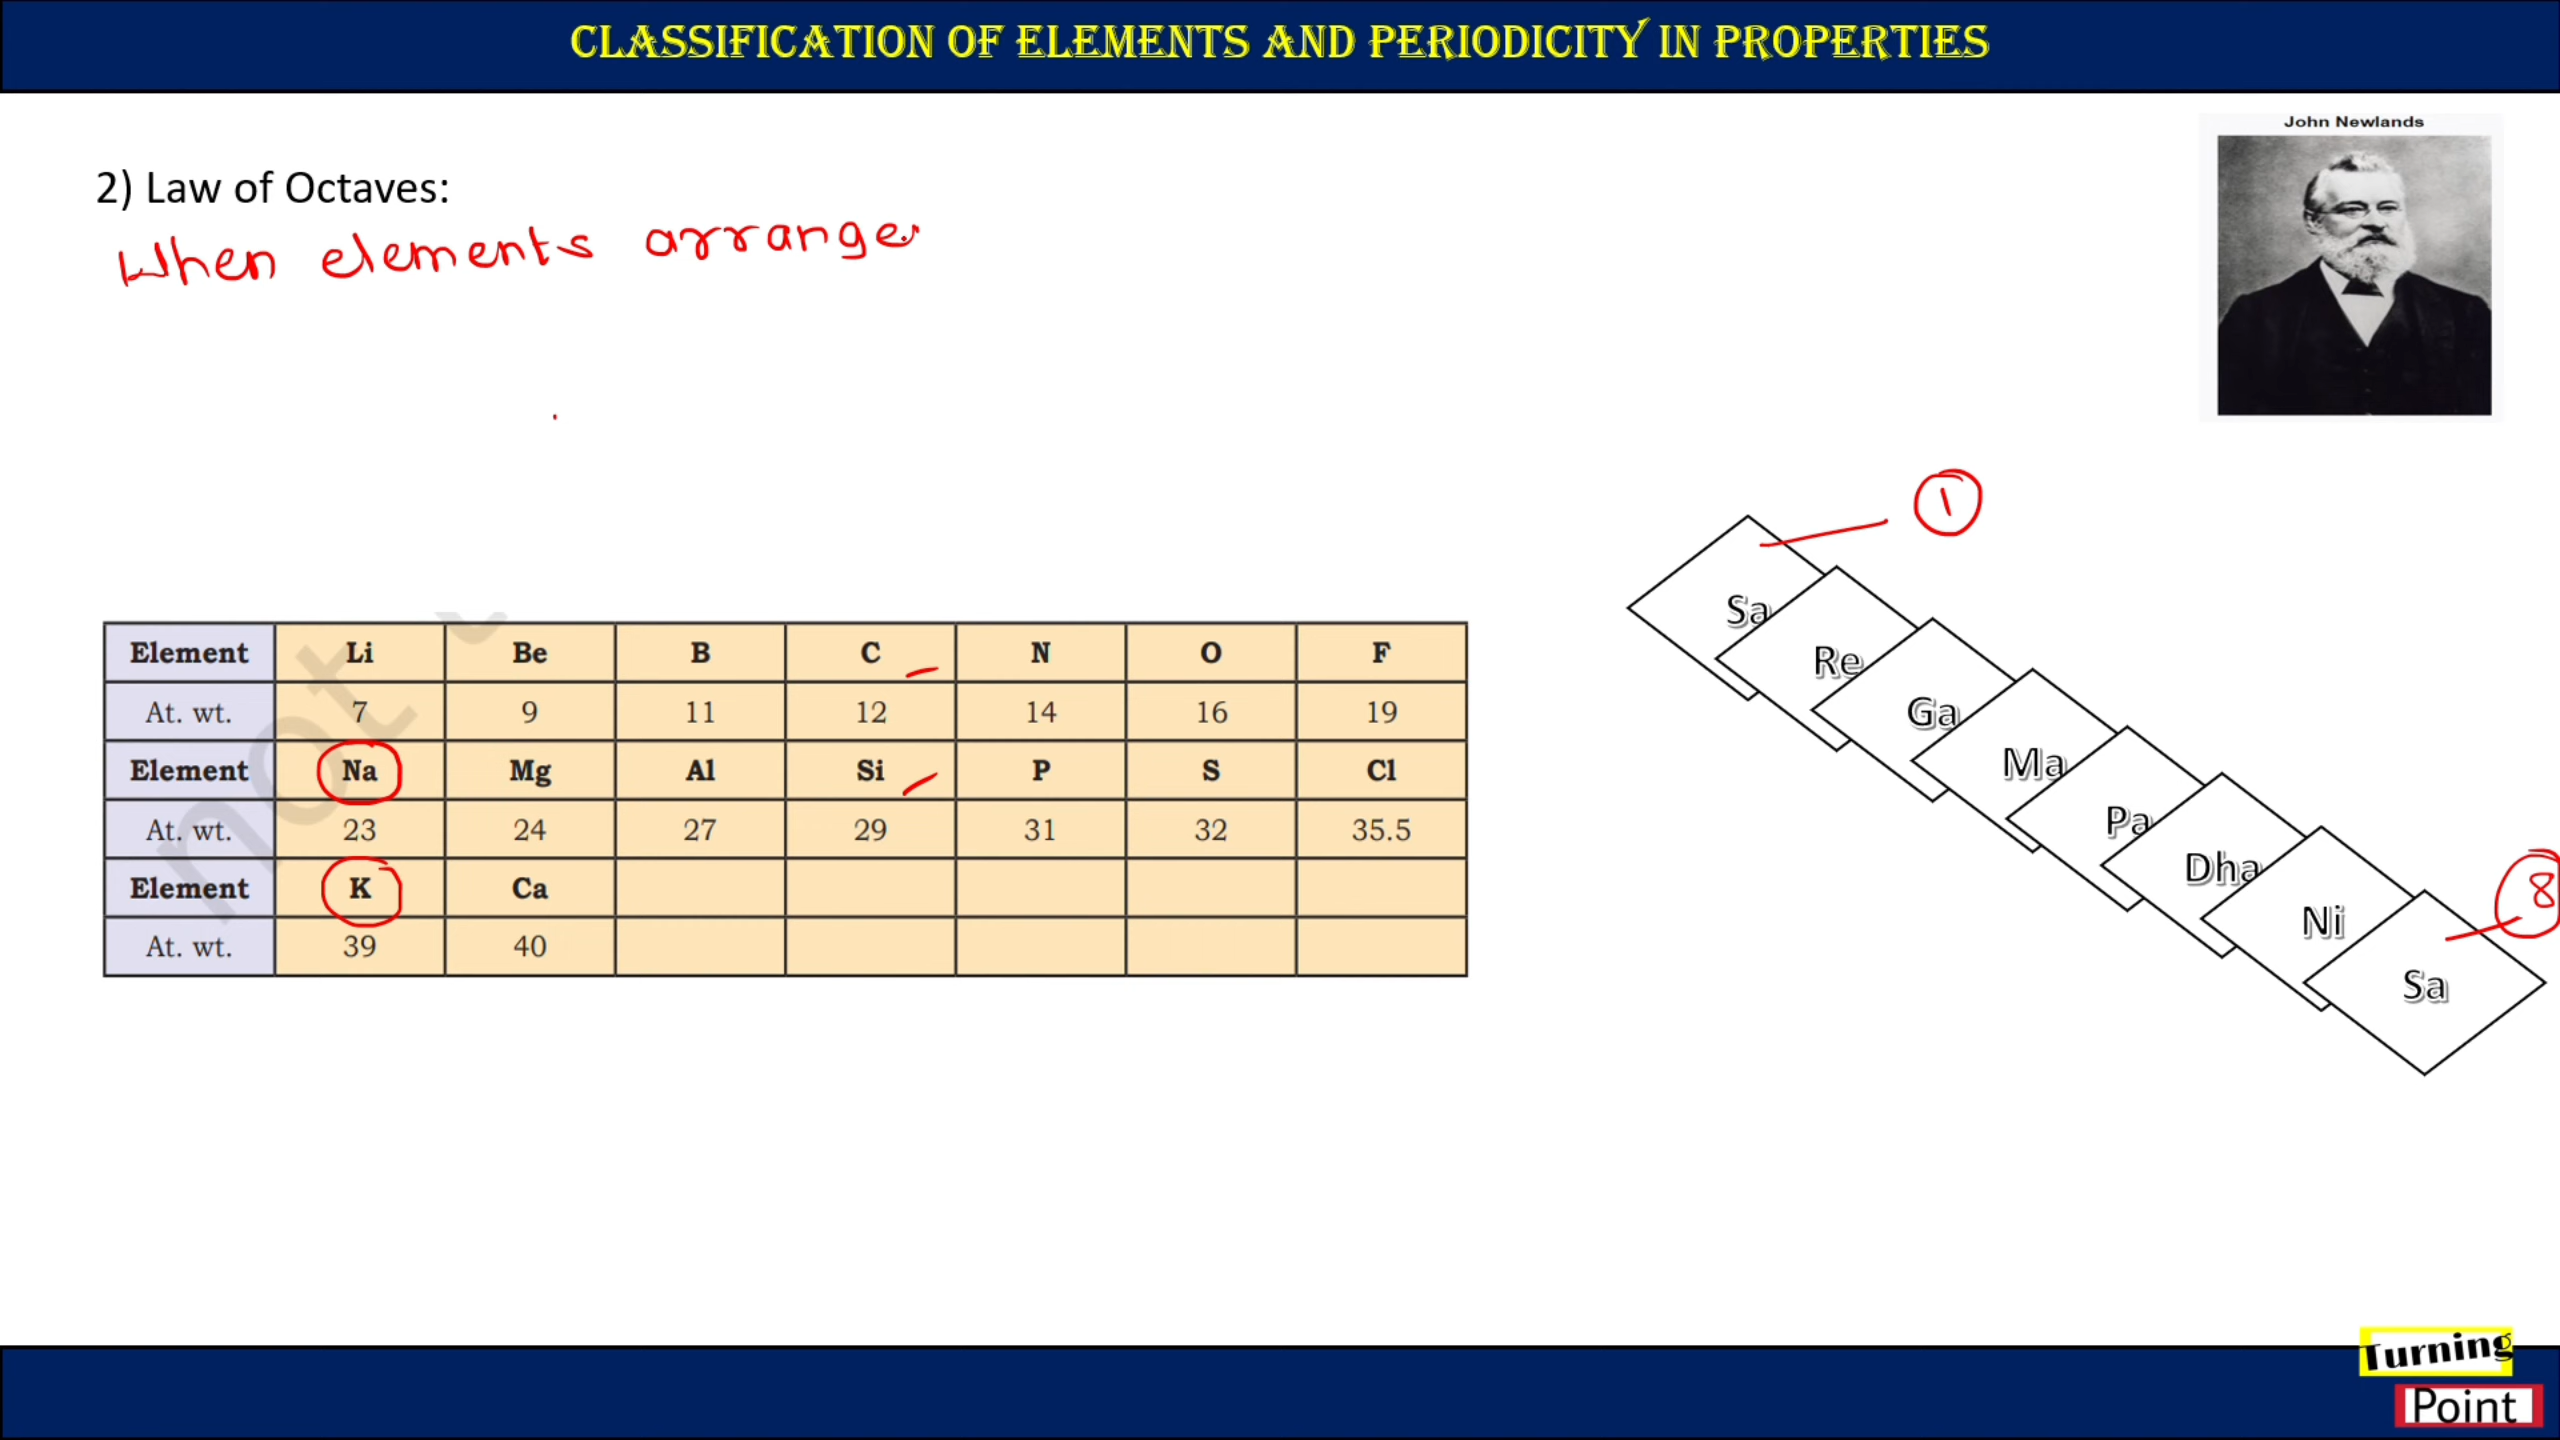 CLASSIFICATION OF ELEMENTS AND PERIODICITY IN PROPERTIES
John Newlands
2) Law of Octaves:
When elements arrange
1
Sa
Re
Ga
Ma
Pa
Dha
Ni
Sa
8
not
Element Li Be B C N O F
At. wt. 7 9 11 12 14 16 19
Element Na Mg Al Si P S Cl
At. wt. 23 24 27 29 31 32 35.5
Element K Ca
At. wt. 39 40
Turning
Point